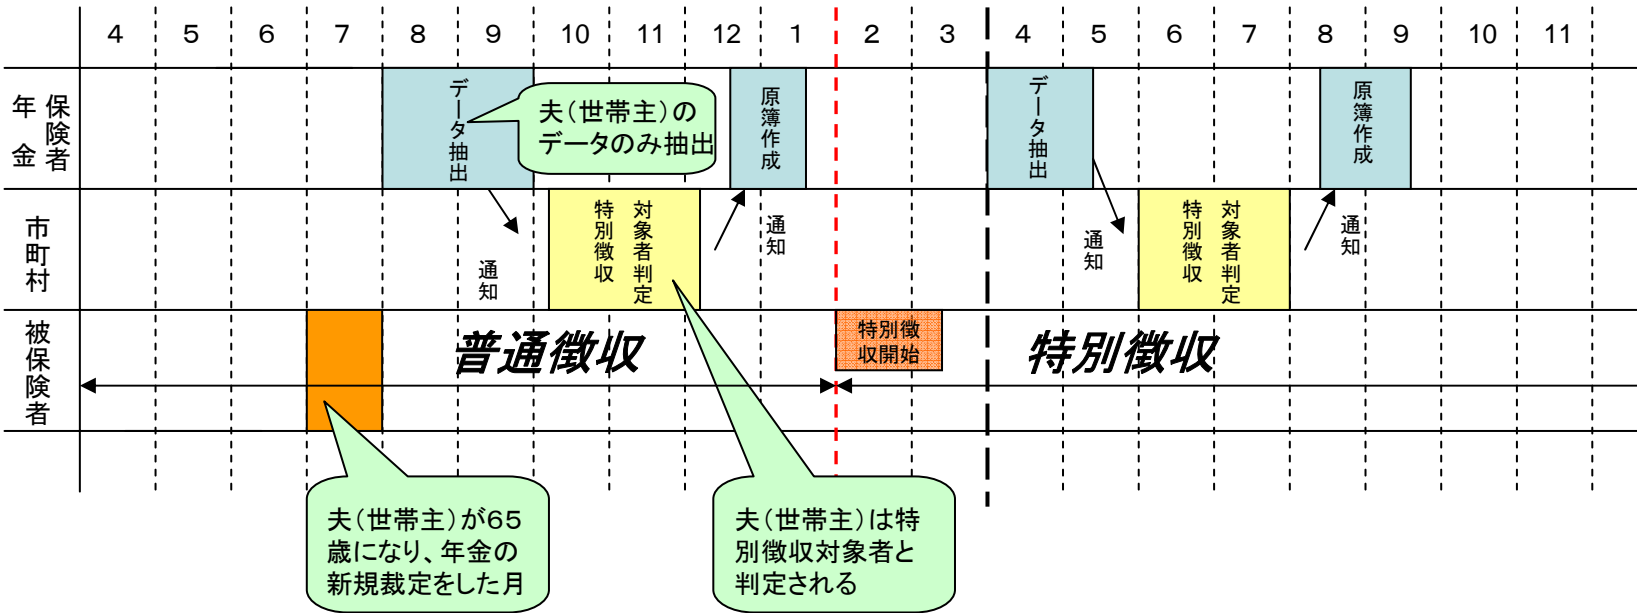 4 5 6 7 8 9 10 11 12 1 2 3 4 5 6 7 8 9 10 11
年金
保険者
データ抽出
夫（世帯主）の
データのみ抽出
原簿作成
データ抽出
原簿作成
市町村
通知
特別徴収
対象者判定
通知
通知
特別徴収
対象者判定
通知
被保険者
普通徴収
特別徴
収開始
特別徴収
夫（世帯主）が６５
歳になり、年金の
新規裁定をした月
夫（世帯主）は特
別徴収対象者と
判定される